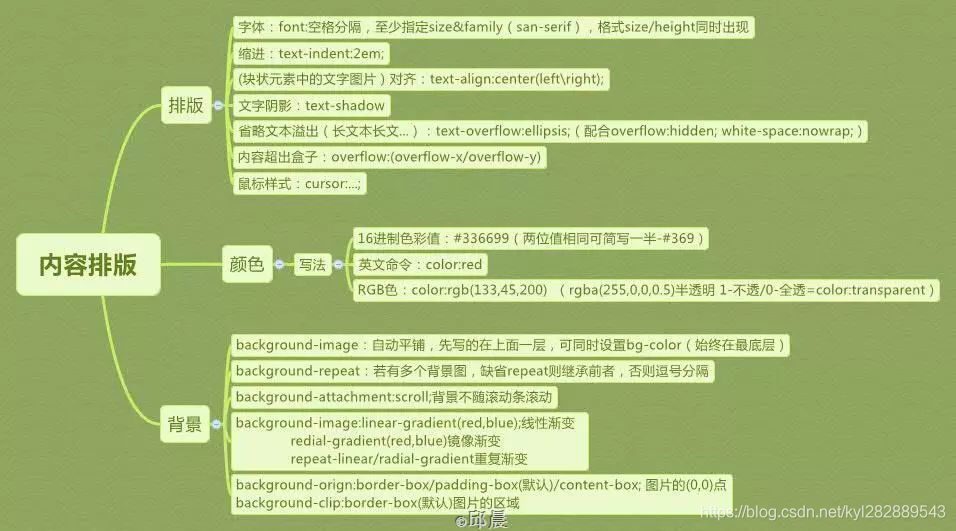 内容排版
排版
字体：font:空格分隔，至少指定size&family（san-serif），格式size/height同时出现
缩进：text-indent:2em;
(块状元素中的文字图片）对齐：text-align:center(left\right);
文字阴影：text-shadow
省略文本溢出（长文本长文...）：text-overflow:ellipsis;（配合overflow:hidden; white-space:nowrap;）
内容超出盒子：overflow:(overflow-x/overflow-y)
鼠标样式：cursor:...;
颜色
写法
16进制色彩值：#336699（两位值相同可简写一半-#369）
英文命令：color:red
RGB色：color:rgb(133,45,200) （rgba(255,0,0,0.5)半透明 1-不透/0-全透=color:transparent）
背景
background-image：自动平铺，先写的在上面一层，可同时设置bg-color（始终在最底层）
background-repeat：若有多个背景图，缺省repeat则继承前者，否则逗号分隔
background-attachment:scroll;背景不随滚动条滚动
background-image:linear-gradient(red,blue);线性渐变
redial-gradient(red,blue)镜像渐变
repeat-linear/radial-gradient重复渐变
background-orign:border-box/padding-box(默认)/content-box; 图片的(0,0)点
background-clip:border-box(默认)图片的区域
@邱晨
https://blog.csdn.net/kyl282889543